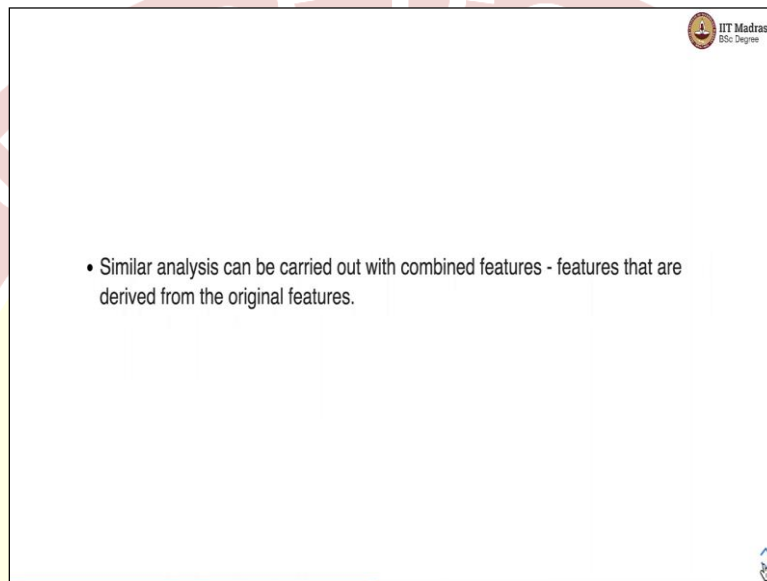 IIT Madras
BSc Degree
• Similar analysis can be carried out with combined features - features that are
derived from the original features.